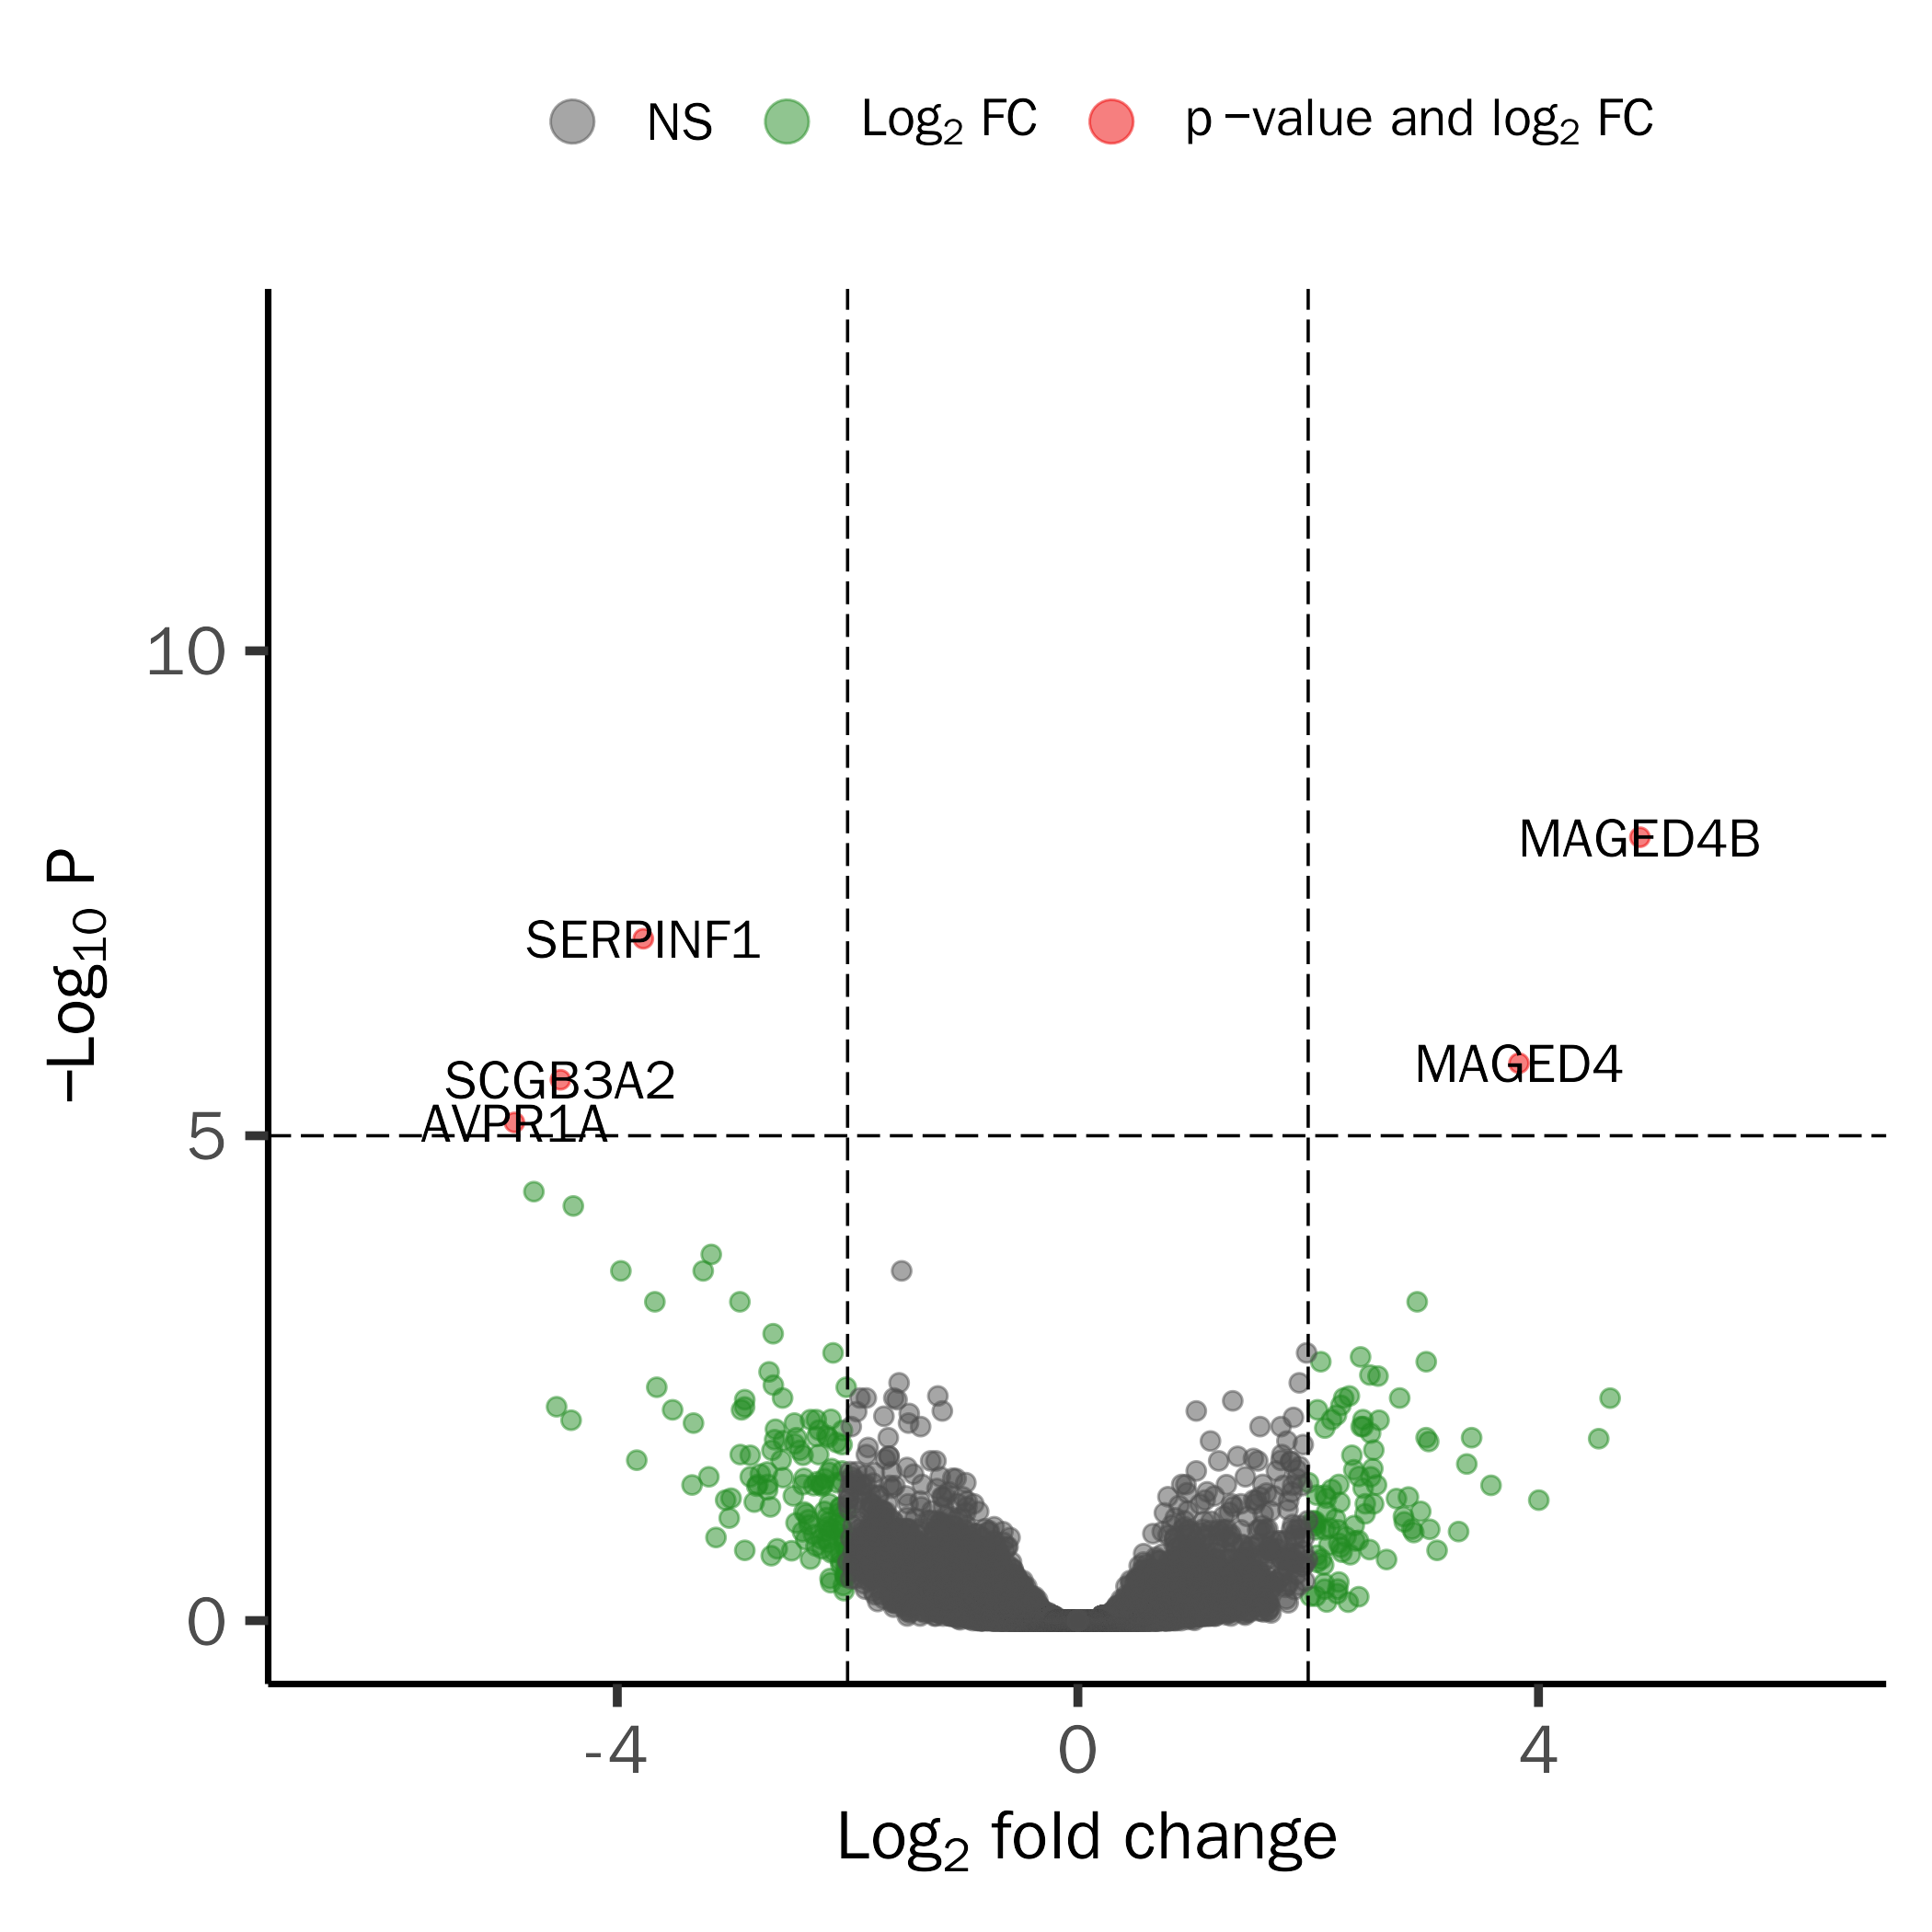 NS Log₂ FC p −value and log₂ FC
−Log₁₀ P
10
5
0
MAGED4B
SERPINF1
MAGED4
SCGB3A2
AVPR1A
-4 0 4
Log₂ fold change